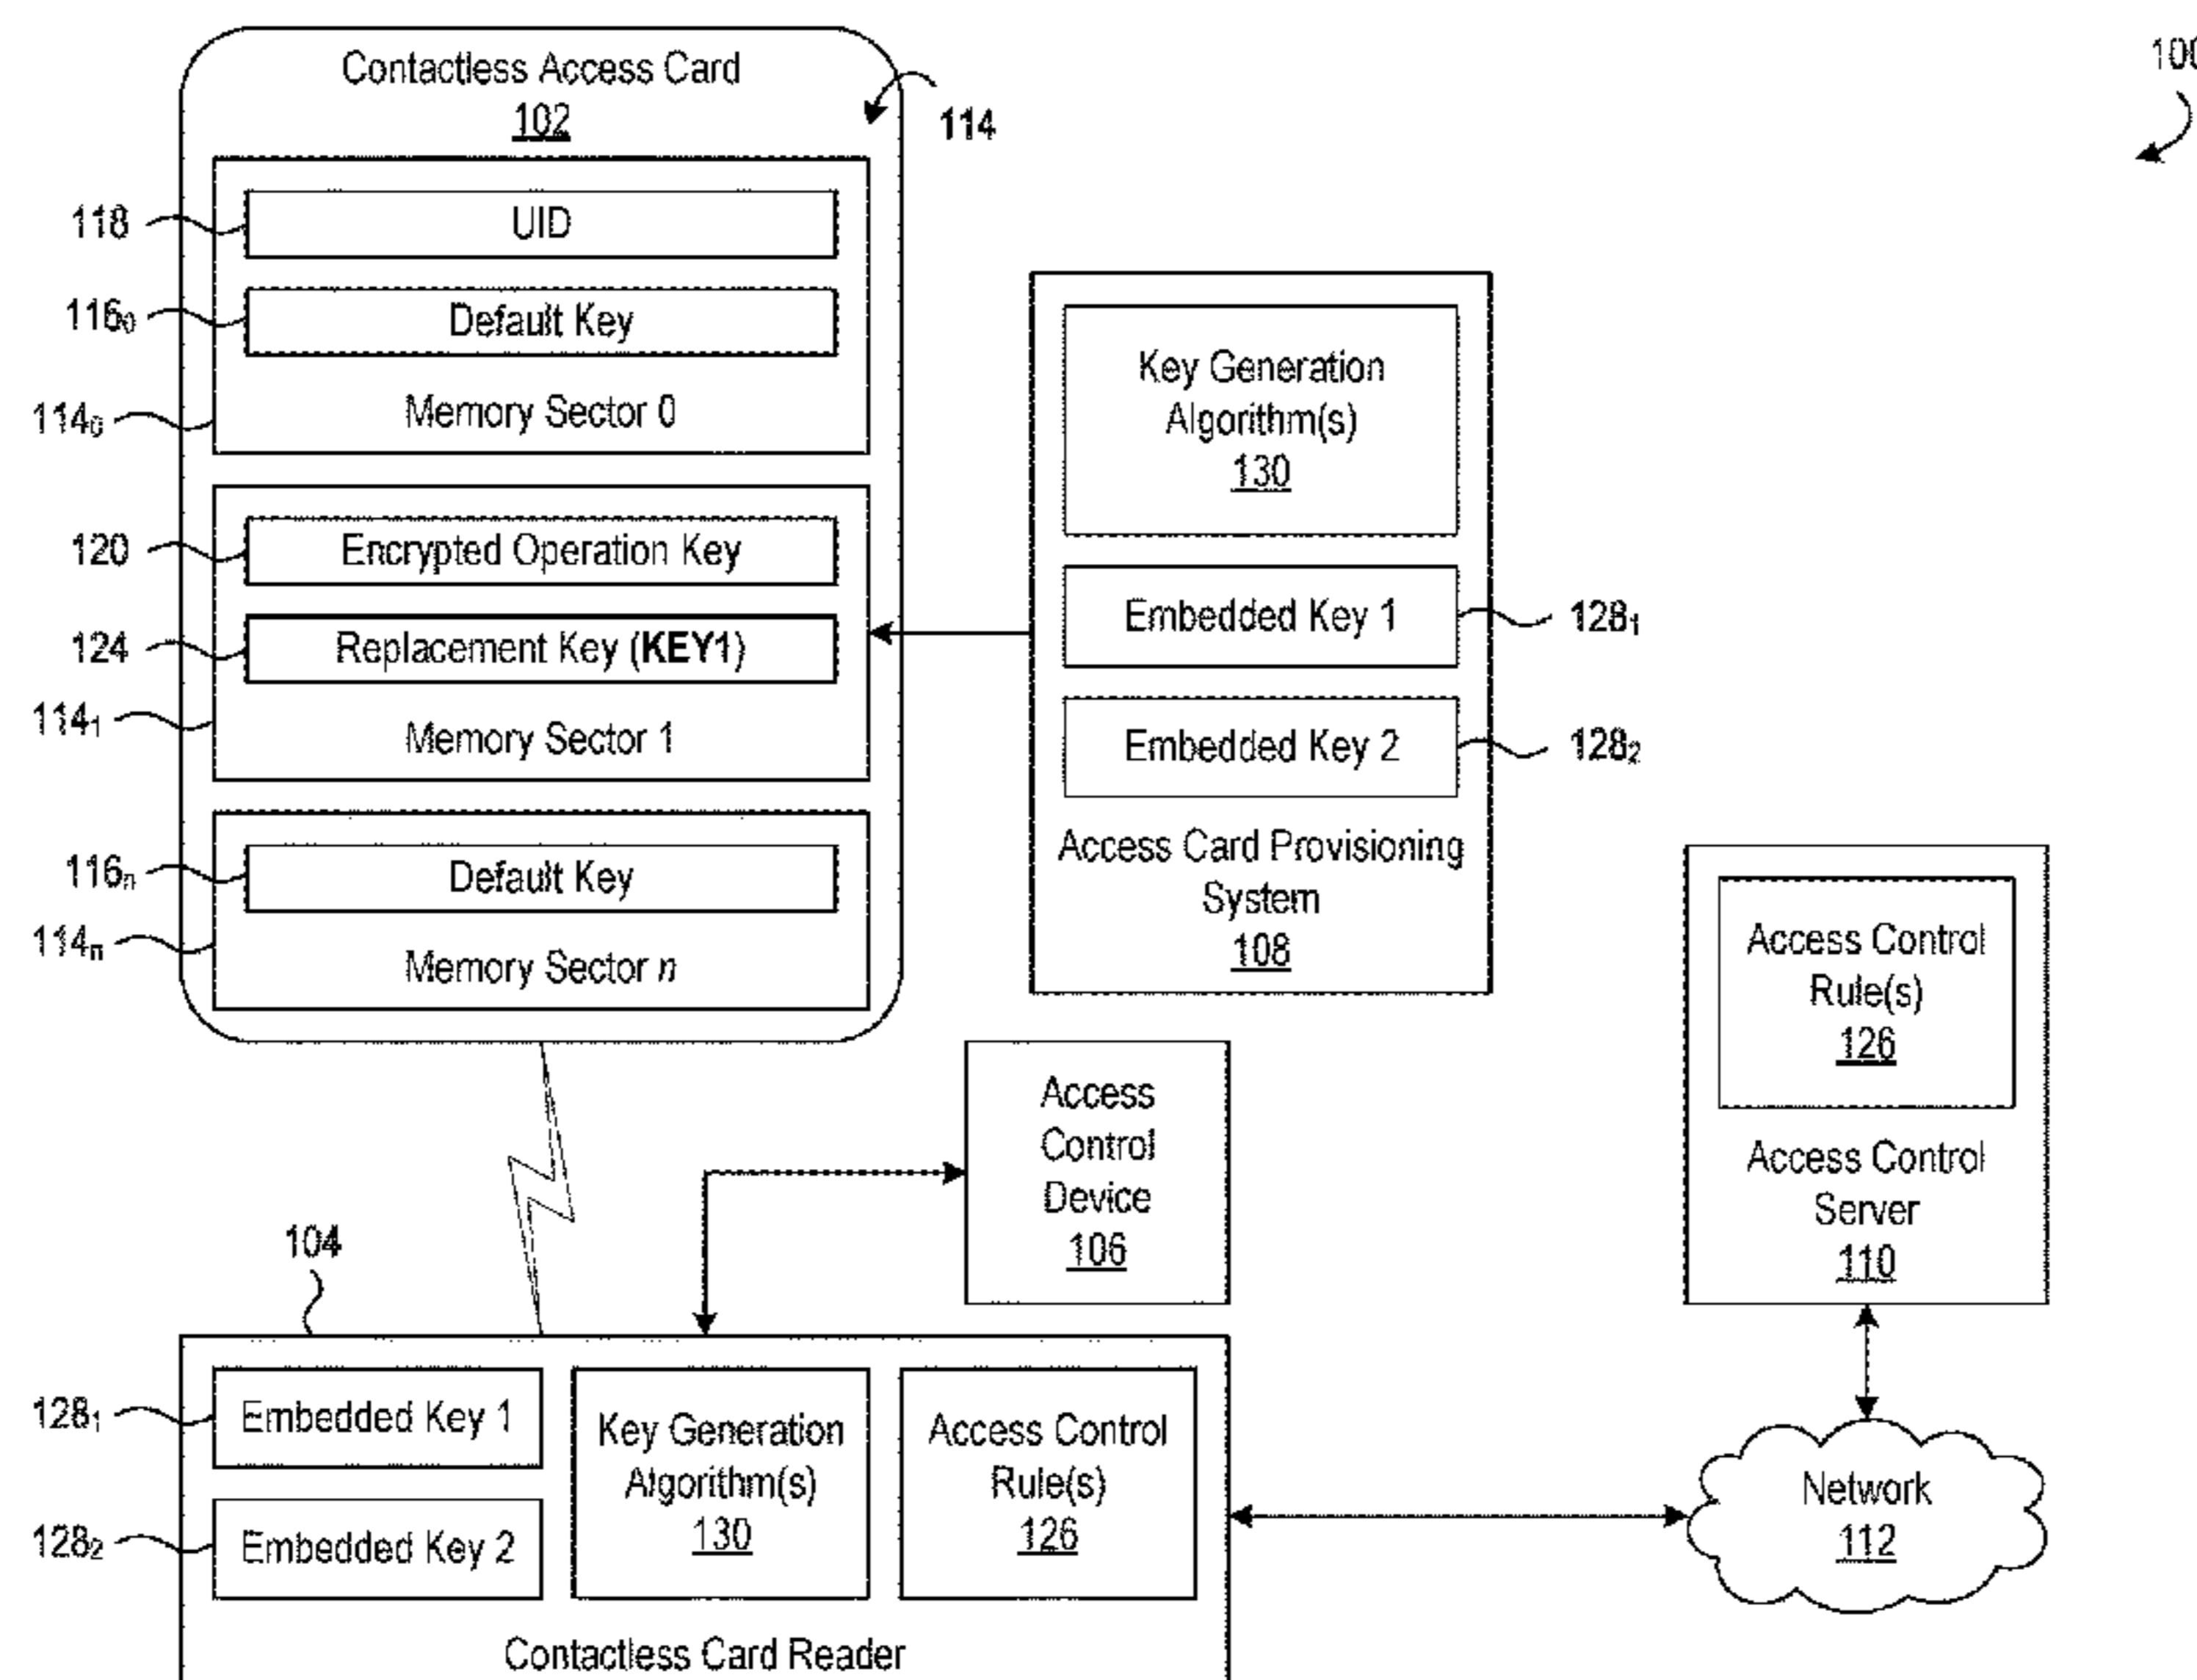 Contactless Access Card
102
114
100
118
UID
116₀
Default Key
114₀
Memory Sector 0
120
Encrypted Operation Key
124
Replacement Key (KEY1)
114₁
Memory Sector 1
116ₙ
Default Key
114ₙ
Memory Sector n
Key Generation
Algorithm(s)
130
Embedded Key 1
128₁
Embedded Key 2
128₂
Access Card Provisioning
System
108
Access Control
Rule(s)
126
Access Control
Server
110
Access
Control
Device
106
104
128₁
Embedded Key 1
128₂
Embedded Key 2
Key Generation
Algorithm(s)
130
Access Control
Rule(s)
126
Contactless Card Reader
Network
112